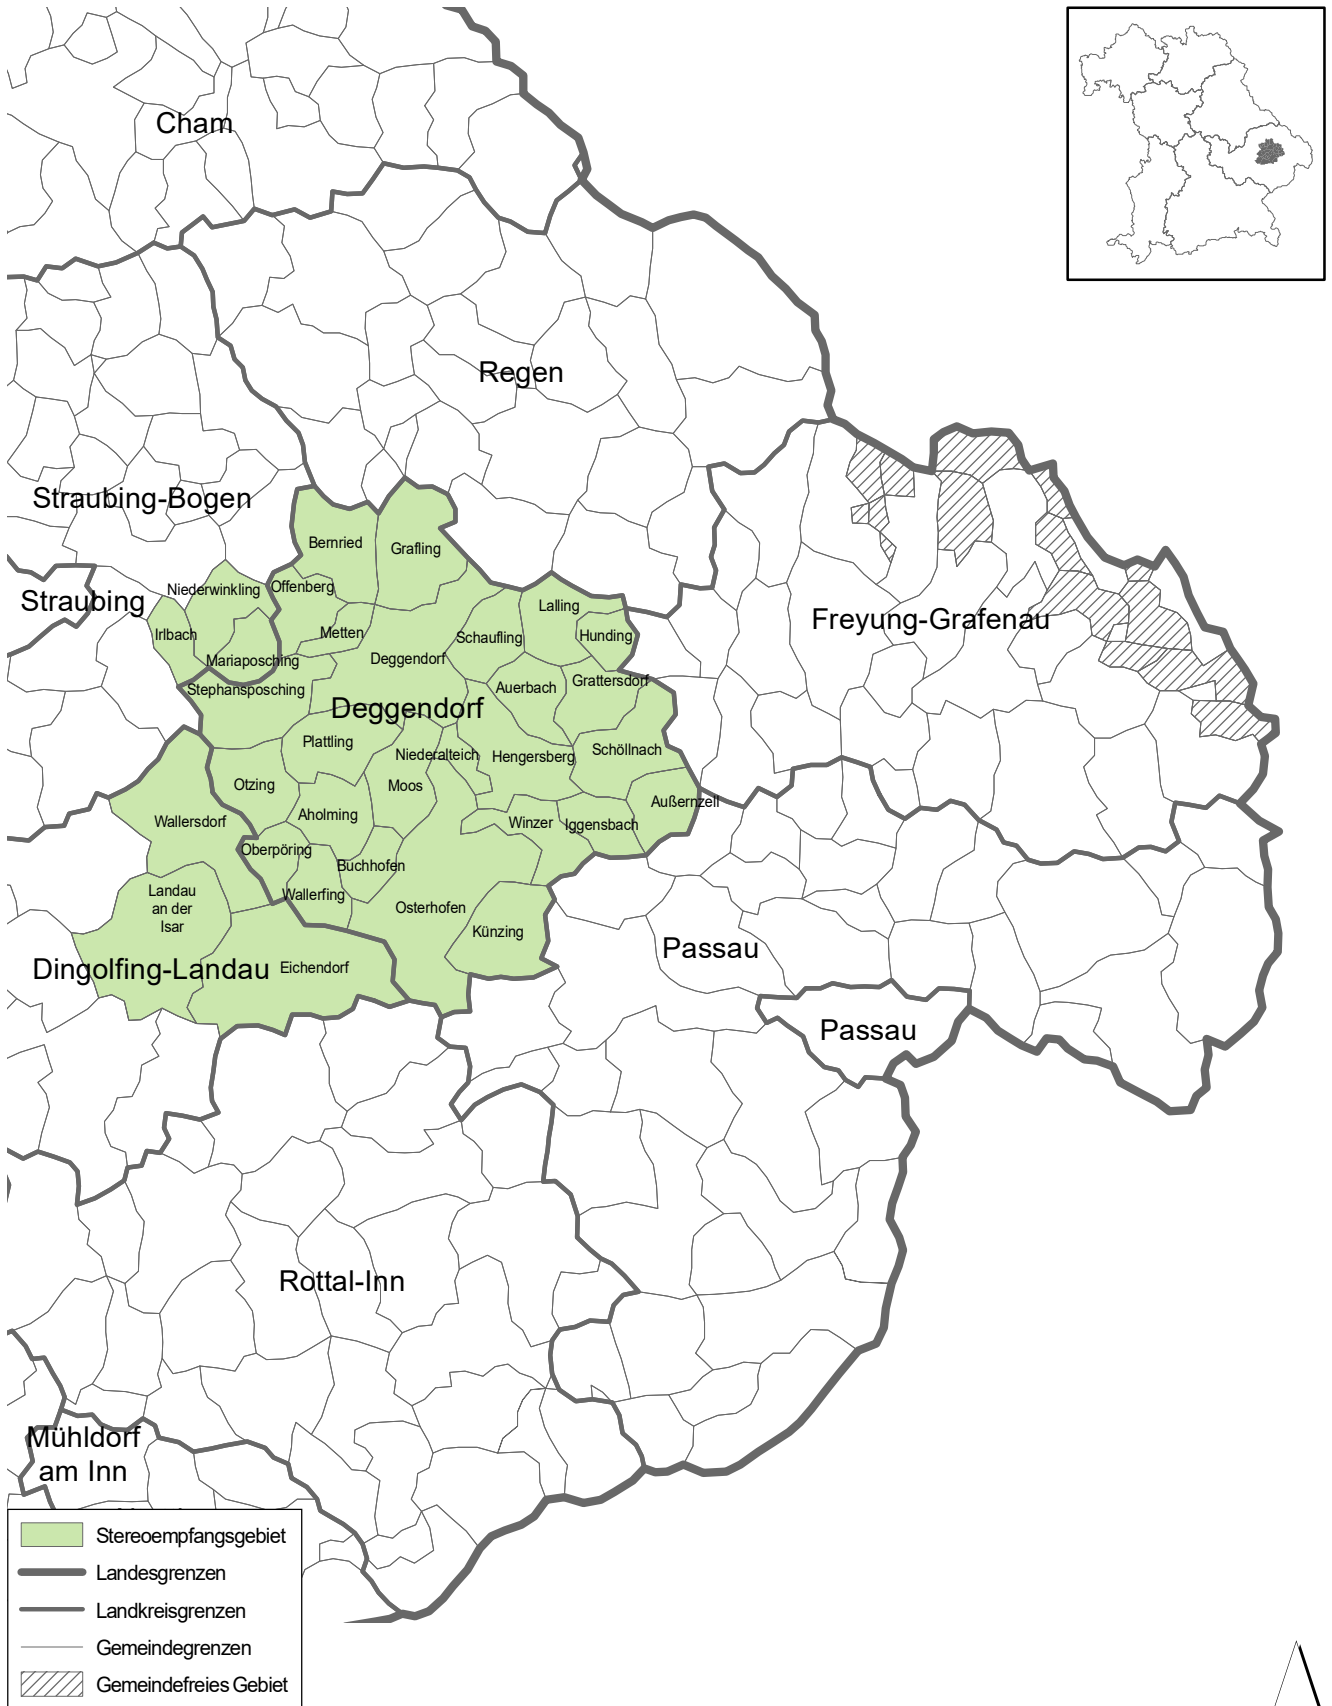 Cham
Regen
Straubing-Bogen
Bernried
Grafling
Niederwinkling
Offenberg
Straubing
Lalling
Freyung-Grafenau
Irlbach
Metten
Schaufling
Hunding
Mariaposching
Deggendorf
Stephansposching
Auerbach
Grattersdorf
Deggendorf
Plattling
Niederalteich
Hengersberg
Schöllnach
Otzing
Moos
Außernzell
Wallersdorf
Aholming
Winzer
Iggensbach
Oberpöring
Buchhofen
Landau
an der
Isar
Wallerfing
Osterhofen
Künzing
Passau
Dingolfing-Landau
Eichendorf
Passau
Rottal-Inn
Mühldorf
am Inn
Stereoempfangsgebiet
Landesgrenzen
Landkreisgrenzen
Gemeindegrenzen
Gemeindefreies Gebiet